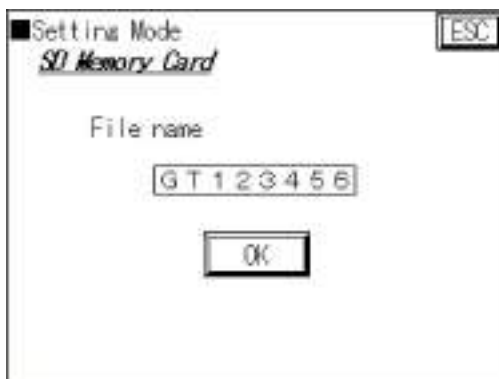 ■Setting Mode
ESC
SD Memory Card
File name
GT123456
OK